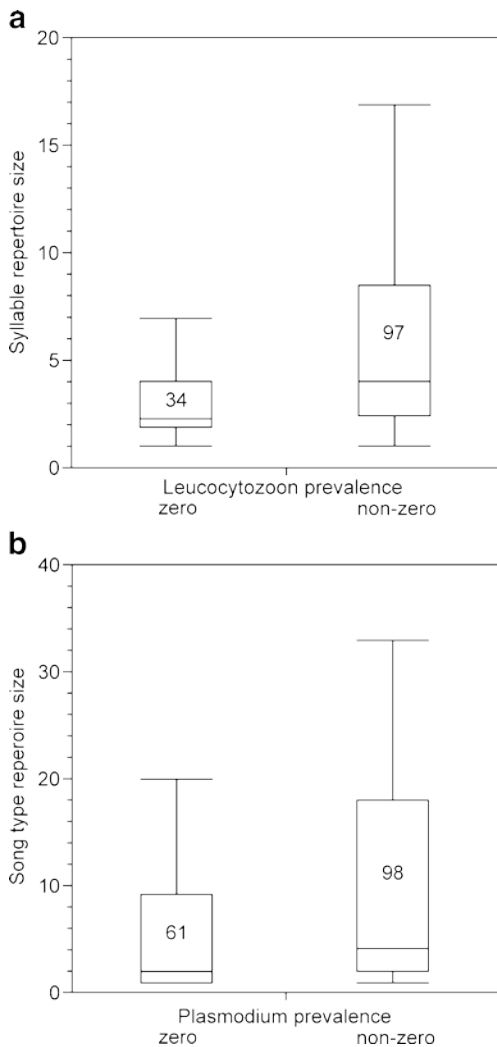 a
20
15
10
5
0
Syllable repertoire size
34
97
Leucocytozoon prevalence
zero non-zero
b
40
30
20
10
0
Song type reperoire size
61
98
Plasmodium prevalence
zero non-zero